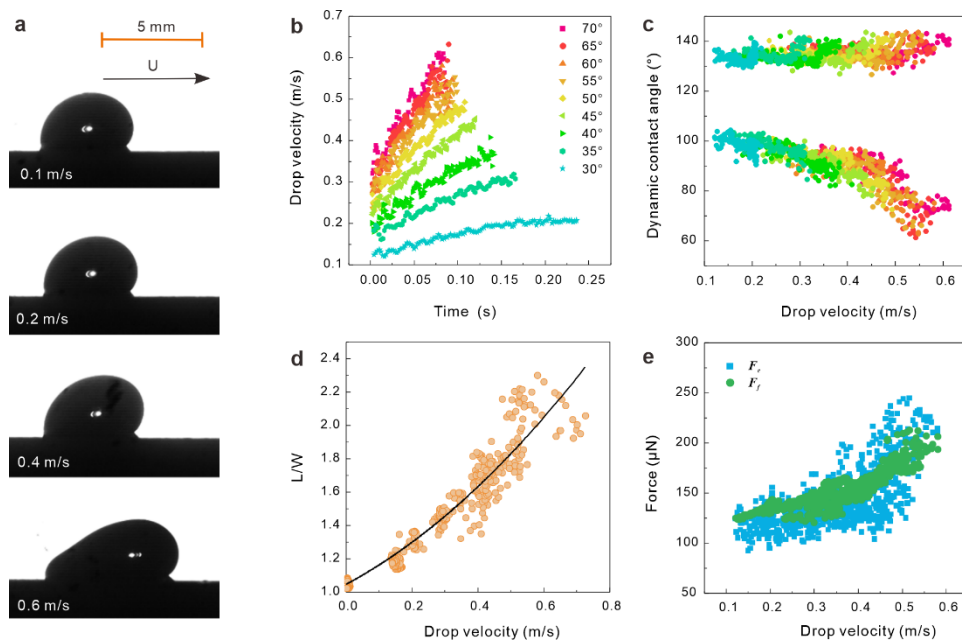 a
5 mm
U
0.1 m/s
0.2 m/s
0.4 m/s
0.6 m/s
b
Drop velocity (m/s)
0.8
0.7
0.6
0.5
0.4
0.3
0.2
0.1
0.00 0.05 0.10 0.15 0.20 0.25
Time (s)
70°
65°
60°
55°
50°
45°
40°
35°
30°
c
Dynamic contact angle (°)
140
120
100
80
60
0.1 0.2 0.3 0.4 0.5 0.6
Drop velocity (m/s)
d
L/W
2.4
2.2
2.0
1.8
1.6
1.4
1.2
1.0
0.0 0.2 0.4 0.6 0.8
Drop velocity (m/s)
e
Force (μN)
300
250
200
150
100
50
0.1 0.2 0.3 0.4 0.5 0.6
Drop velocity (m/s)
F
F f